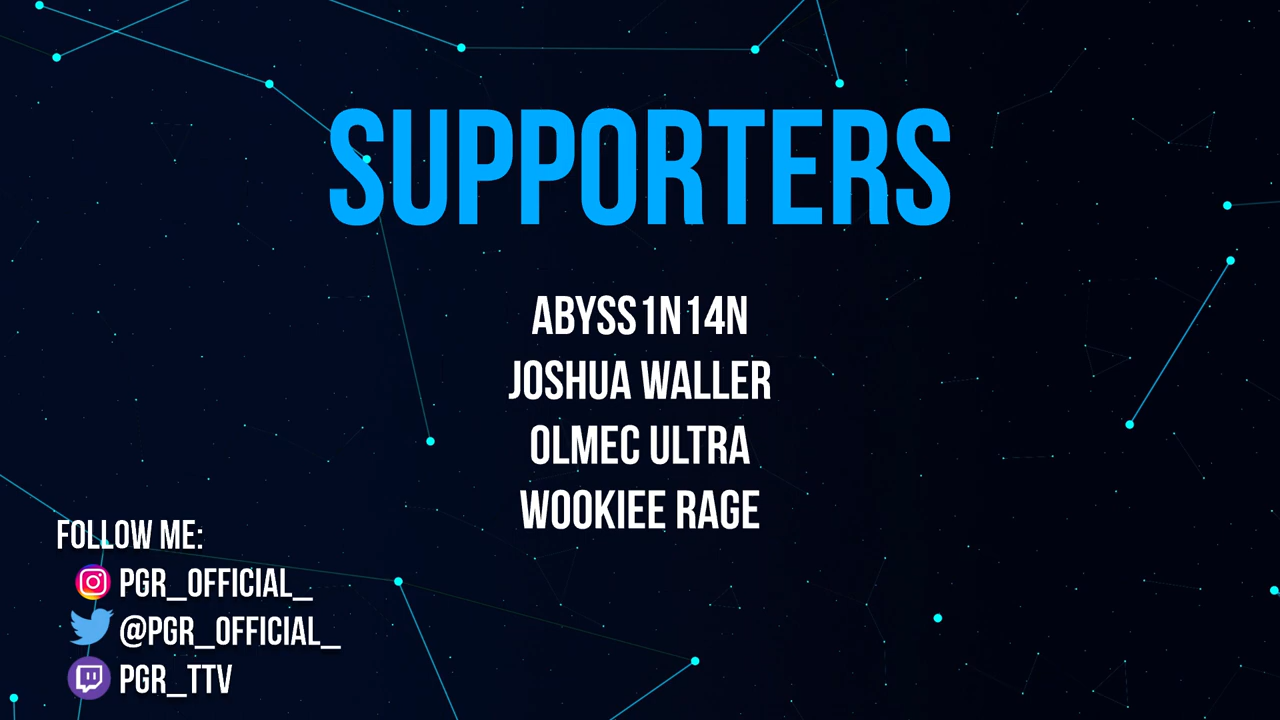 SUPPORTERS
ABYSS1N14N
JOSHUA WALLER
OLMEC ULTRA
WOOKIEE RAGE
FOLLOW ME:
PGR_OFFICIAL_
@PGR_OFFICIAL_
PGR_TTV